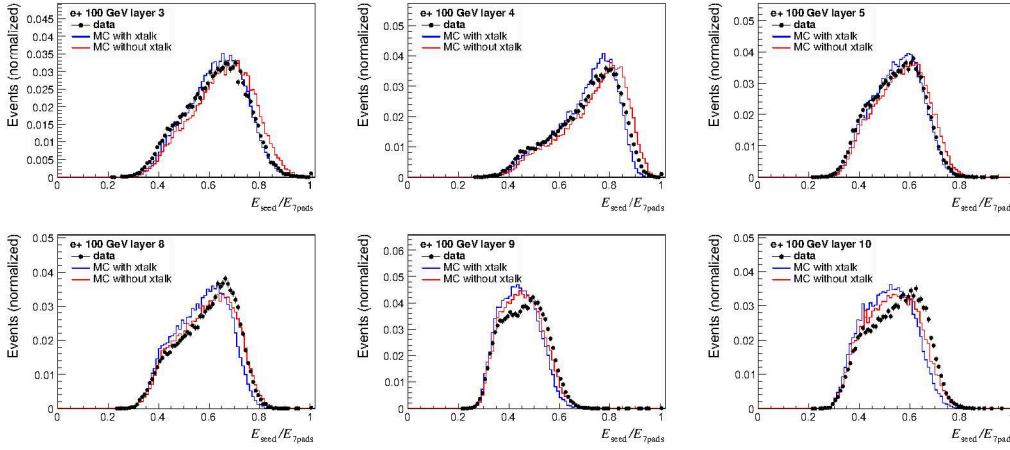 e+ 100 GeV layer 3
data
MC with xtalk
MC without xtalk
Events (normalized)
0.045
0.04
0.035
0.03
0.025
0.02
0.015
0.01
0.005
0
0 0.2 0.4 0.6 0.8 1
E_seed/E_7pads
e+ 100 GeV layer 4
data
MC with xtalk
MC without xtalk
Events (normalized)
0.05
0.04
0.03
0.02
0.01
0
0 0.2 0.4 0.6 0.8 1
E_seed/E_7pads
e+ 100 GeV layer 5
data
MC with xtalk
MC without xtalk
Events (normalized)
0.05
0.04
0.03
0.02
0.01
0
0 0.2 0.4 0.6 0.8 1
E_seed/E_7pads
e+ 100 GeV layer 8
data
MC with xtalk
MC without xtalk
Events (normalized)
0.05
0.04
0.03
0.02
0.01
0
0 0.2 0.4 0.6 0.8 1
E_seed/E_7pads
e+ 100 GeV layer 9
data
MC with xtalk
MC without xtalk
Events (normalized)
0.06
0.05
0.04
0.03
0.02
0.01
0
0 0.2 0.4 0.6 0.8 1
E_seed/E_7pads
e+ 100 GeV layer 10
data
MC with xtalk
MC without xtalk
Events (normalized)
0.05
0.04
0.03
0.02
0.01
0
0 0.2 0.4 0.6 0.8 1
E_seed/E_7pads